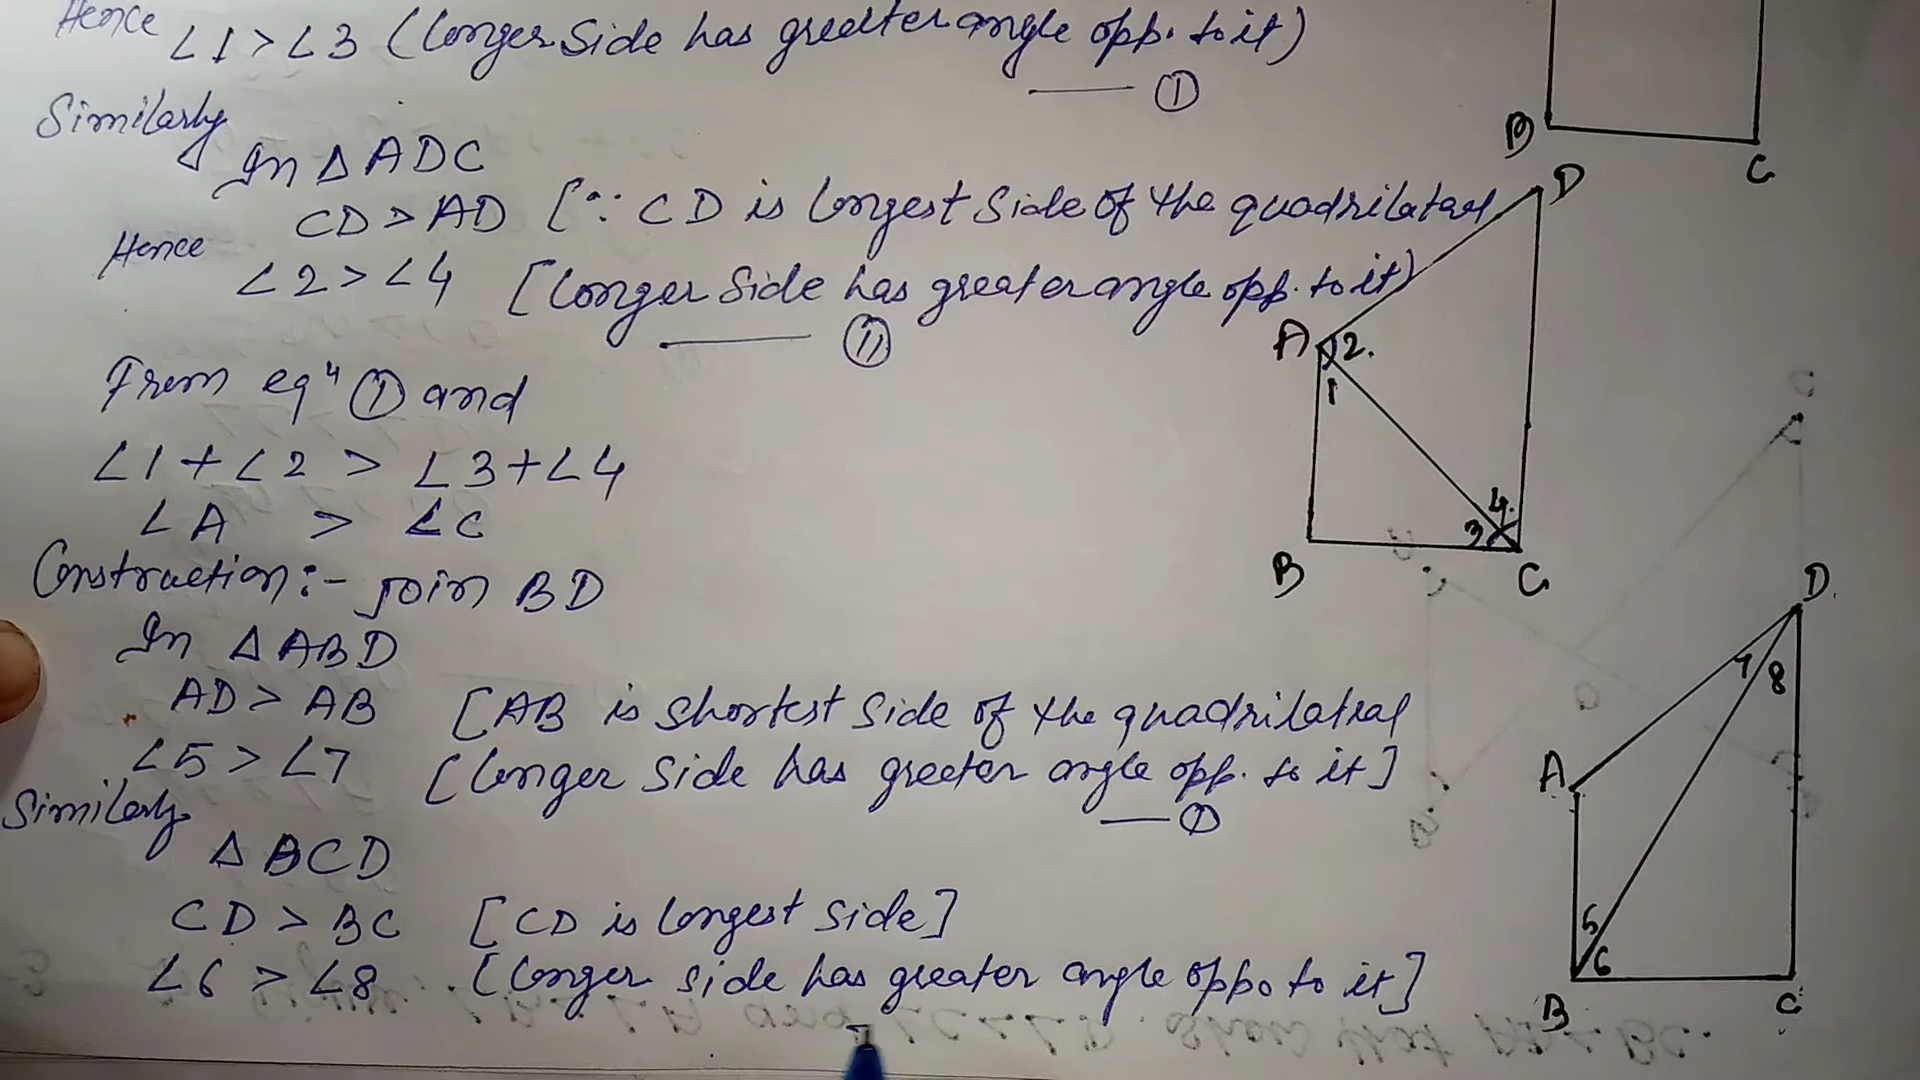 Hence ∠1 > ∠3 (longer side has greater angle opp. to it)
—— ①
Similarly
In Δ ADC
CD > AD [∵ CD is longest side of the quadrilateral
Hence ∠2 > ∠4 [longer side has greater angle opp. to it)
—— ⑪
From eqⁿ ① and
∠1 + ∠2 > ∠3 + ∠4
∠A > ∠C
Construction :- join BD
In Δ ABD
AD > AB [AB is shortest side of the quadrilateral
∠5 > ∠7 [longer side has greater angle opp. to it]
—— ①
Similarly
Δ BCD
CD > BC [CD is longest side]
∠6 > ∠8 [longer side has greater angle oppo to it]
B
C
D
A
2.
1
4.
3
B
C
D.
7
8
A
5
6
B
C